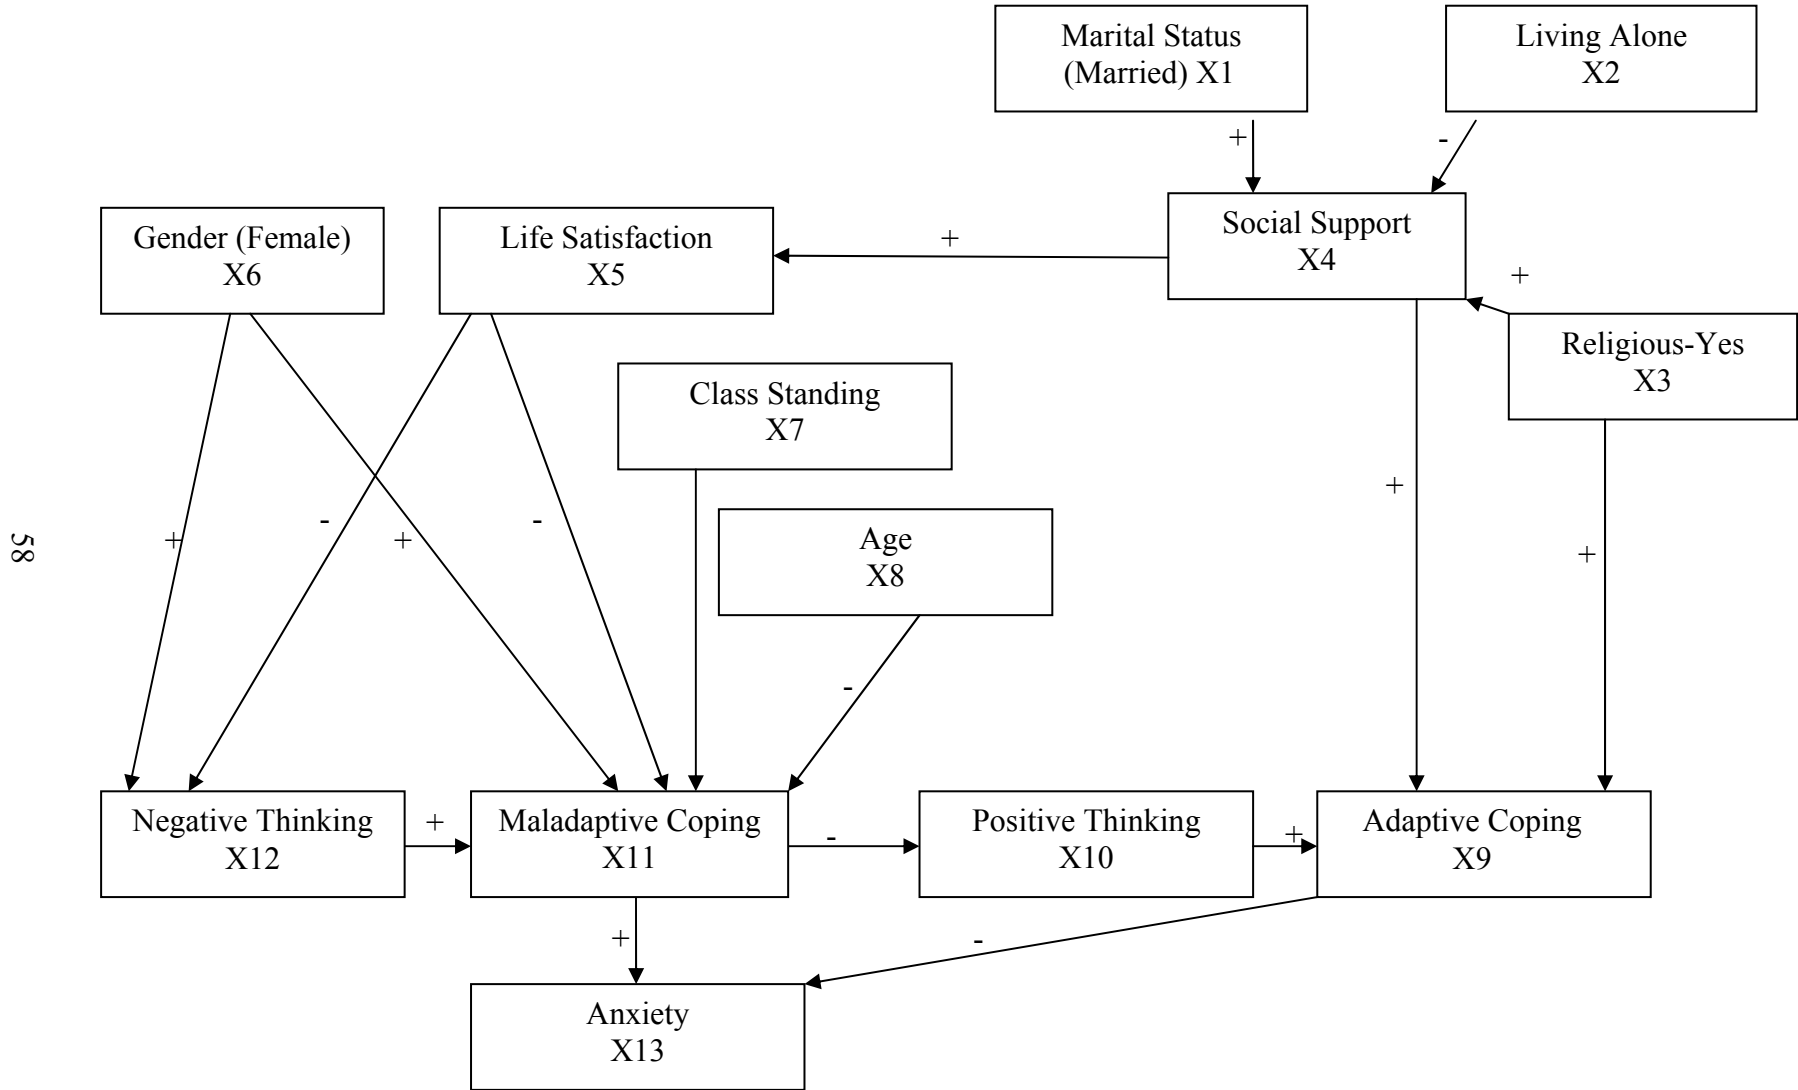 Marital Status
(Married) X1
Living Alone
X2
+
-
Social Support
X4
Gender (Female)
X6
Life Satisfaction
X5
+
+
Religious-Yes
X3
Class Standing
X7
+
Age
X8
-
-
+
+
+
-
Negative Thinking
X12
+
Maladaptive Coping
X11
-
Positive Thinking
X10
+
Adaptive Coping
X9
+
-
Anxiety
X13
58